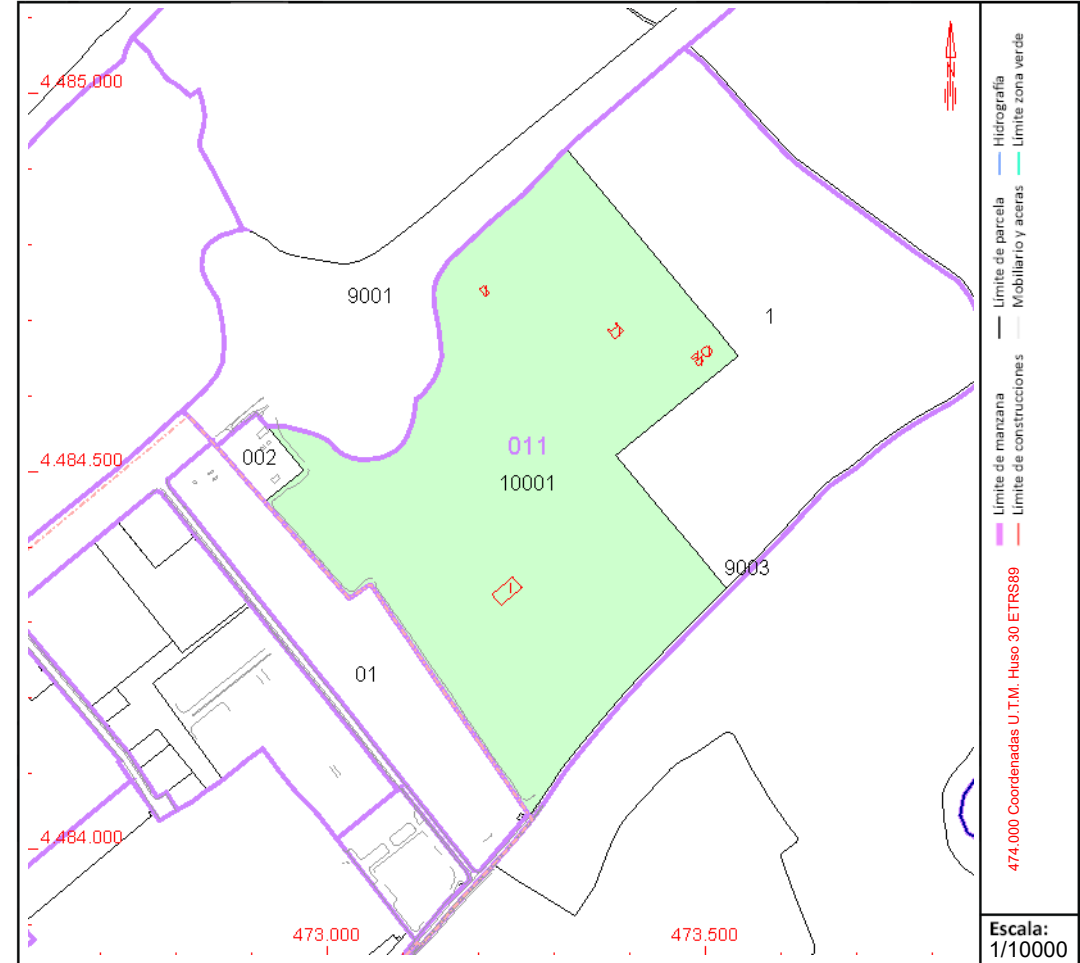 4.485.000
N
9001
1
011
002
4.484.500
10001
9003
01
4.484.000
473.000
473.500
Límite de manzana
Límite de parcela
Hidrografía
Límite de construcciones
Mobiliario y aceras
Límite zona verde
474.000 Coordenadas U.T.M. Huso 30 ETRS89
Escala:
1/10000